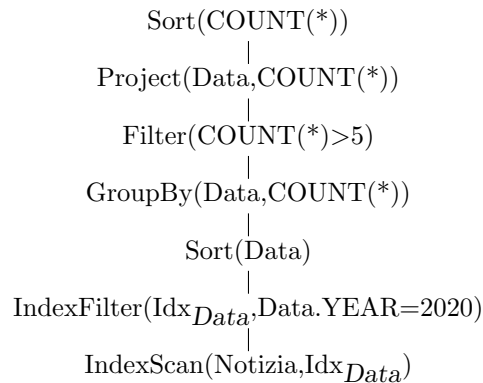 Sort(COUNT(*))
Project(Data,COUNT(*))
Filter(COUNT(*)>5)
GroupBy(Data,COUNT(*))
Sort(Data)
IndexFilter(Idx_Data,Data.YEAR=2020)
IndexScan(Notizia,Idx_Data)